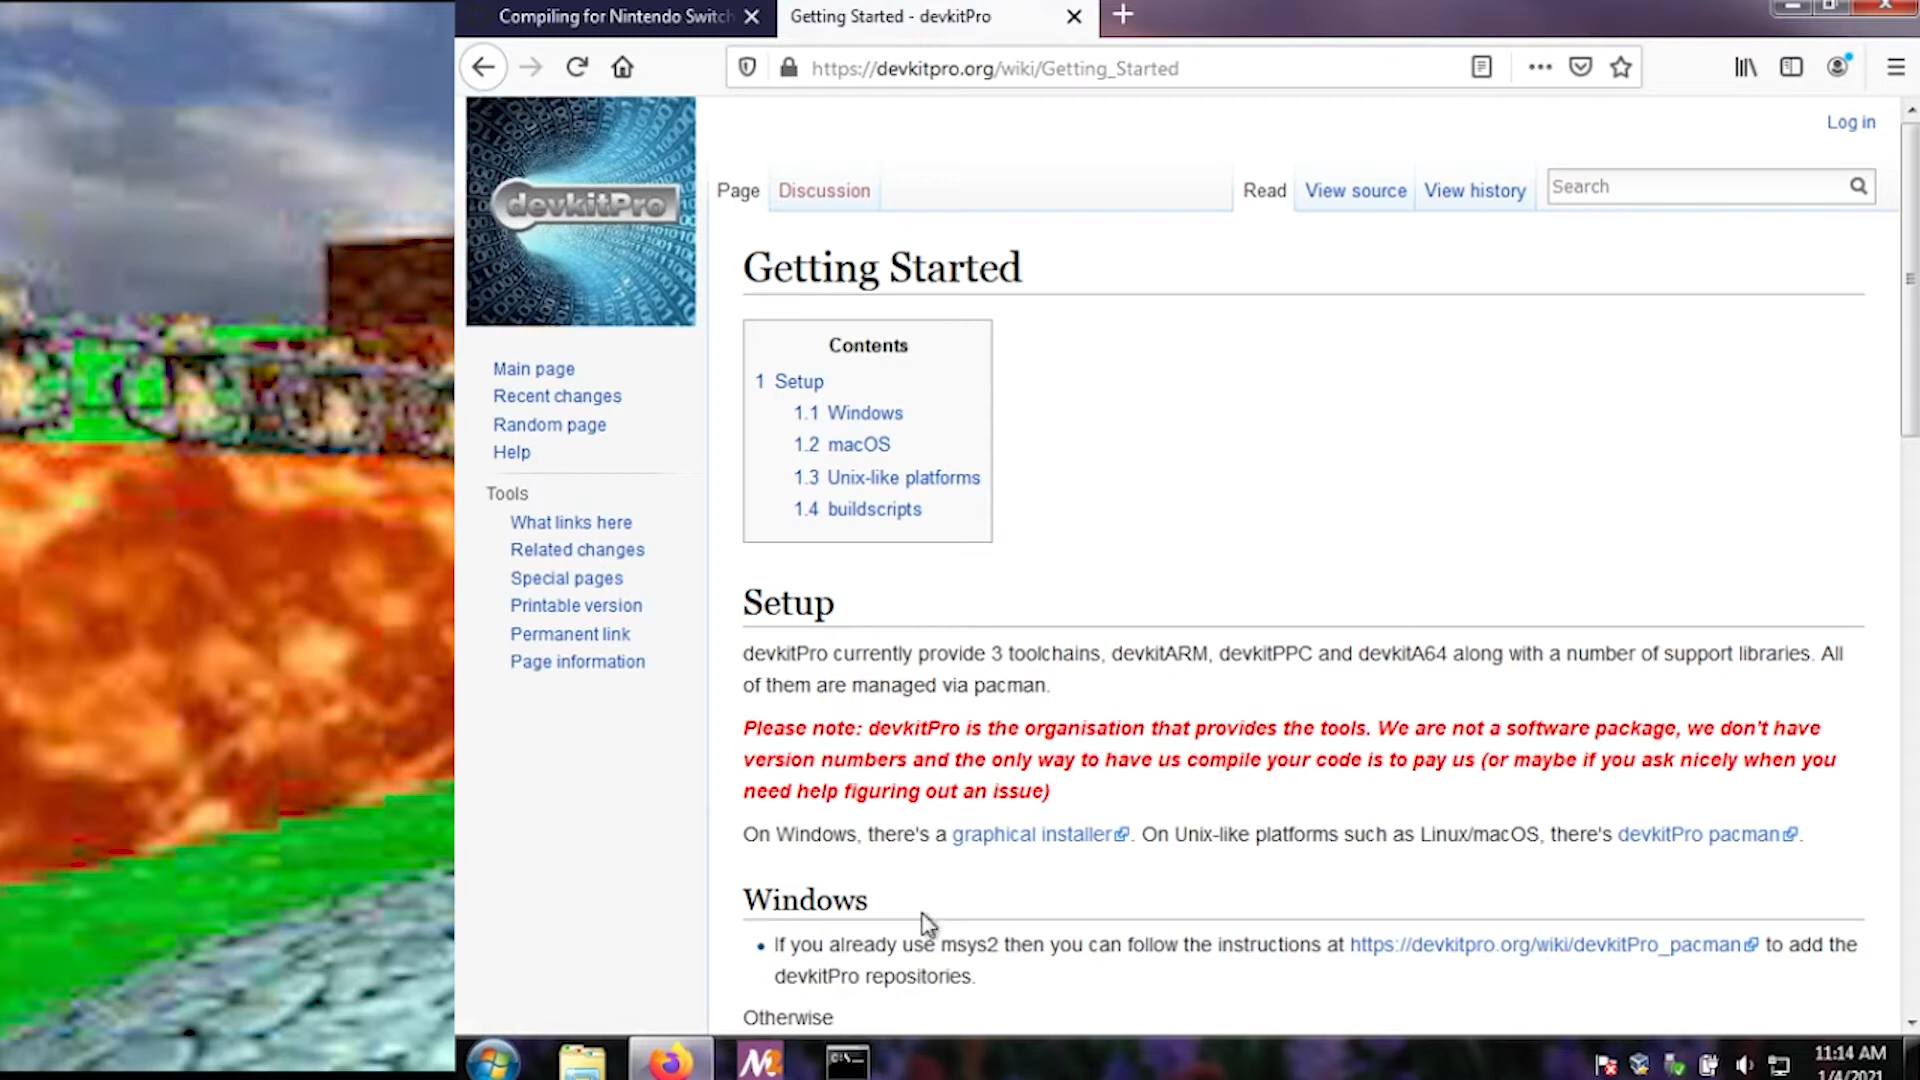 Compiling for Nintendo Switch
Getting Started - devkitPro
https://devkitpro.org/wiki/Getting_Started
Log in
devkitPro
Page
Discussion
Read
View source
View history
Search
Main page
Recent changes
Random page
Help
Tools
What links here
Related changes
Special pages
Printable version
Permanent link
Page information
Getting Started
Contents
1 Setup
1.1 Windows
1.2 macOS
1.3 Unix-like platforms
1.4 buildscripts
Setup
devkitPro currently provide 3 toolchains, devkitARM, devkitPPC and devkitA64 along with a number of support libraries. All
of them are managed via pacman.
Please note: devkitPro is the organisation that provides the tools. We are not a software package, we don't have
version numbers and the only way to have us compile your code is to pay us (or maybe if you ask nicely when you
need help figuring out an issue)
On Windows, there's a graphical installer. On Unix-like platforms such as Linux/macOS, there's devkitPro pacman.
Windows
• If you already use msys2 then you can follow the instructions at https://devkitpro.org/wiki/devkitPro_pacman to add the
devkitPro repositories.
Otherwise
11:14 AM
1/4/2021